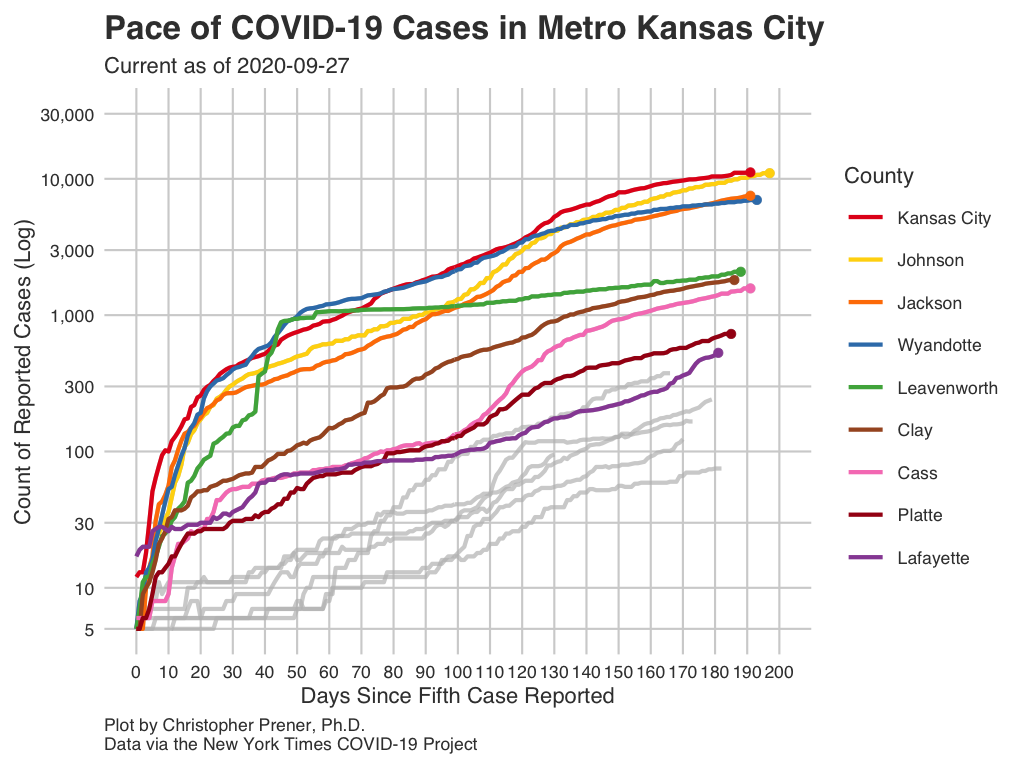 Pace of COVID-19 Cases in Metro Kansas City
Current as of 2020-09-27
Count of Reported Cases (Log)
30,000
10,000
3,000
1,000
300
100
30
10
5
0 10 20 30 40 50 60 70 80 90 100 110 120 130 140 150 160 170 180 190 200
Days Since Fifth Case Reported
County
Kansas City
Johnson
Jackson
Wyandotte
Leavenworth
Clay
Cass
Platte
Lafayette
Plot by Christopher Prener, Ph.D.
Data via the New York Times COVID-19 Project